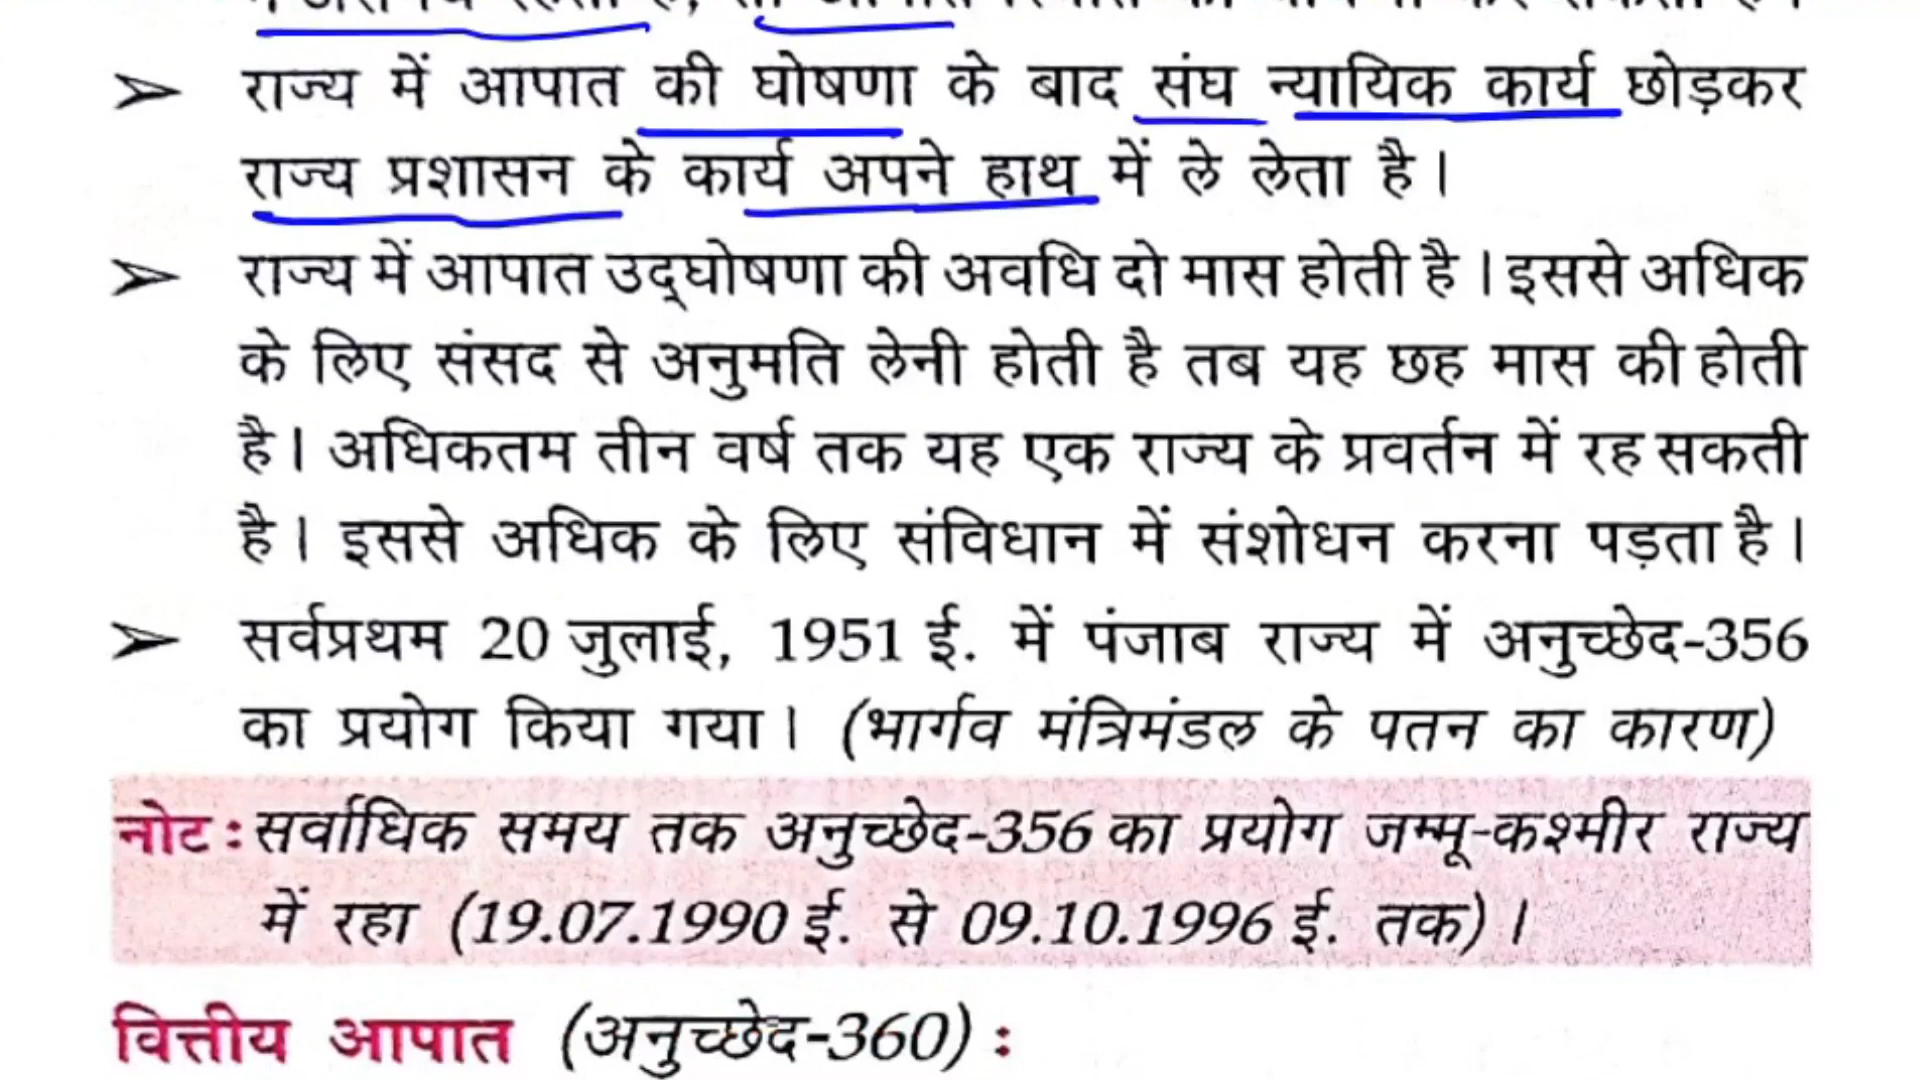 राज्य में आपात की घोषणा के बाद संघ न्यायिक कार्य छोड़कर
राज्य प्रशासन के कार्य अपने हाथ में ले लेता है।
राज्य में आपात उद्‌घोषणा की अवधि दो मास होती है। इससे अधिक
के लिए संसद से अनुमति लेनी होती है तब यह छह मास की होती
है। अधिकतम तीन वर्ष तक यह एक राज्य के प्रवर्तन में रह सकती
है। इससे अधिक के लिए संविधान में संशोधन करना पड़ता है।
सर्वप्रथम 20 जुलाई, 1951 ई. में पंजाब राज्य में अनुच्छेद-356
का प्रयोग किया गया। (भार्गव मंत्रिमंडल के पतन का कारण)
नोट : सर्वाधिक समय तक अनुच्छेद-356 का प्रयोग जम्मू-कश्मीर राज्य
में रहा (19.07.1990 ई. से 09.10.1996 ई. तक)।
वित्तीय आपात (अनुच्छेद-360) :